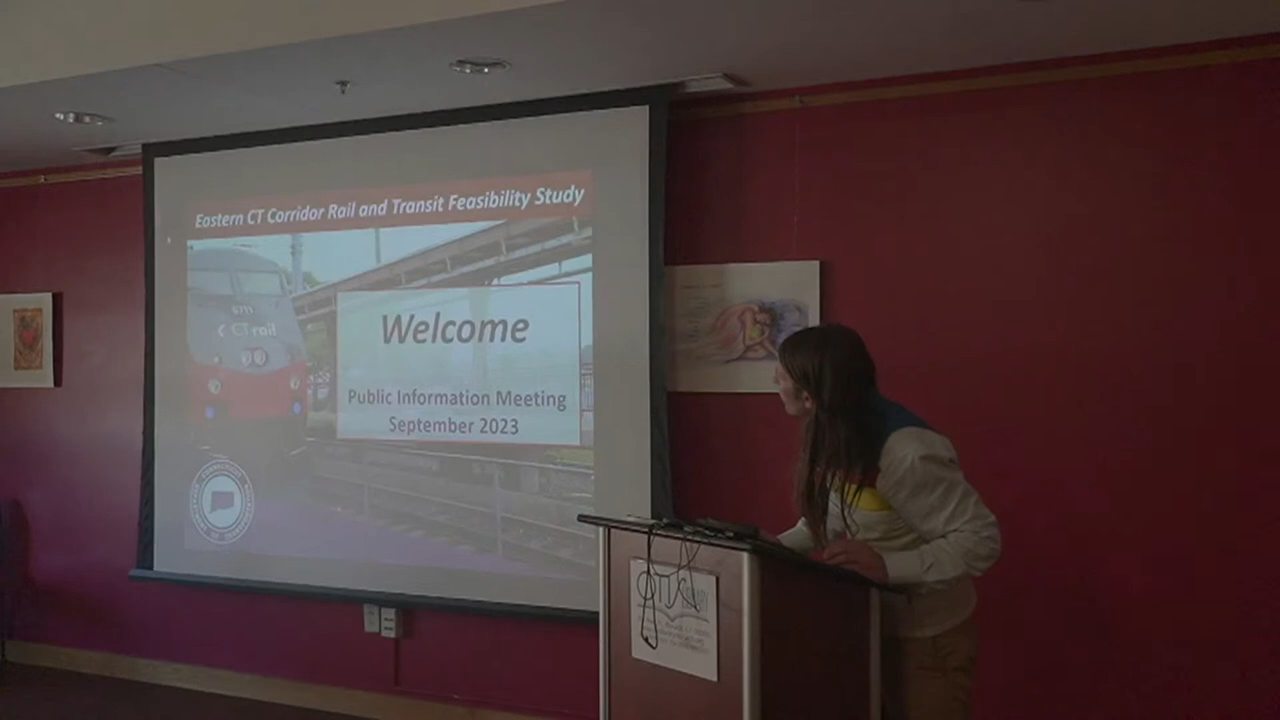 Eastern CT Corridor Rail and Transit Feasibility Study
CTrail
Welcome
Public Information Meeting
September 2023